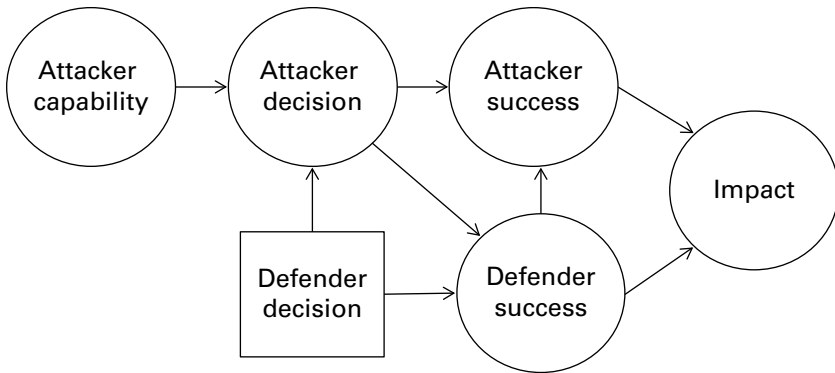 Attacker
capability
Attacker
decision
Attacker
success
Impact
Defender
decision
Defender
success